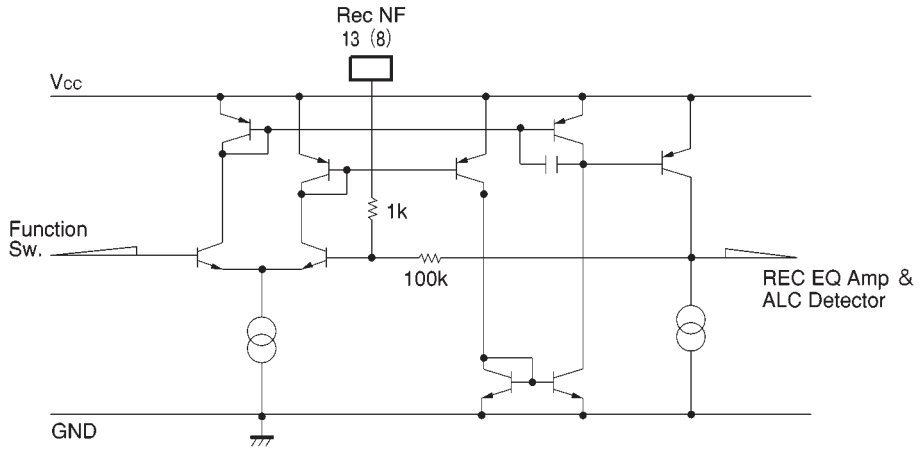 Rec NF
13 (8)
Vcc
1k
Function
Sw.
100k
REC EQ Amp &
ALC Detector
GND